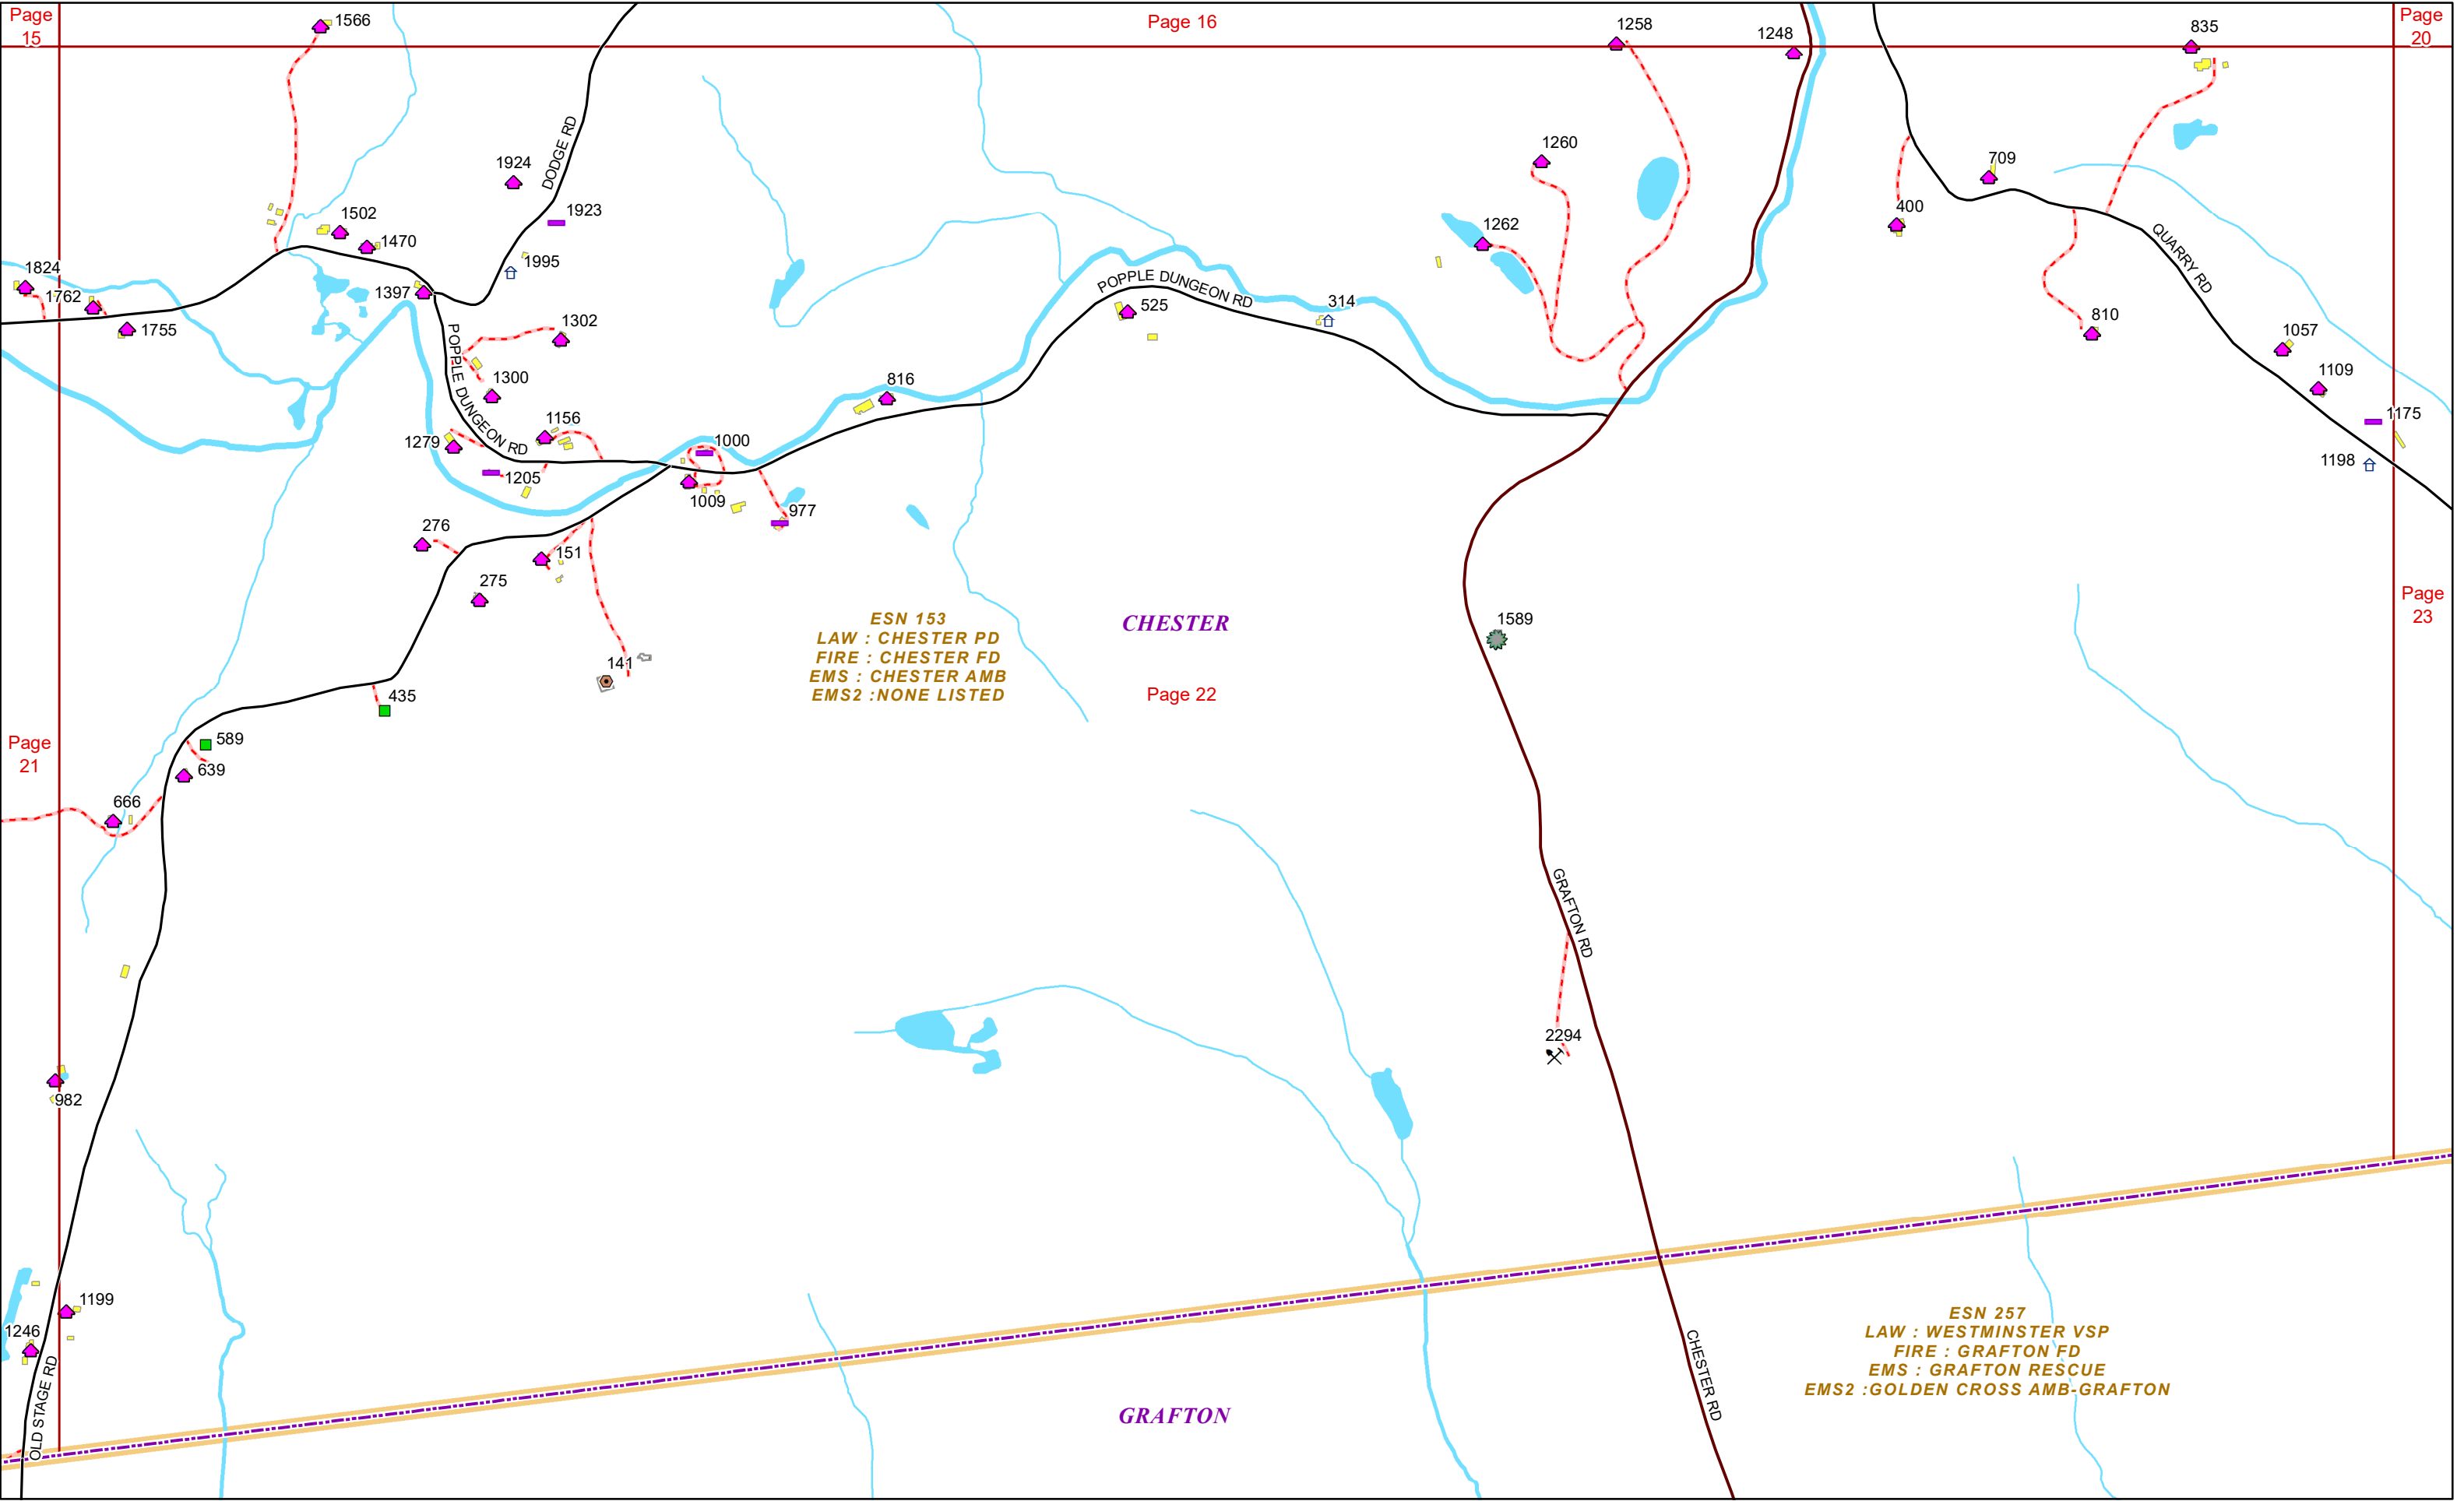 Page
15
1566
Page 16
1258
1248
835
Page
20
DODGE RD
1924
1260
709
1923
1502
1470
1262
400
QUARRY RD
1995
1824
1762
1397
POPPLE DUNGEON RD
525
314
1755
1302
810
1057
POPPLE DUNGEON RD
1300
816
1109
1156
1175
1279
1000
1198
1205
1009
977
276
151
275
ESN 153
LAW : CHESTER PD
FIRE : CHESTER FD
EMS : CHESTER AMB
EMS2 :NONE LISTED
CHESTER
1589
Page
23
141
Page 22
435
589
Page
21
639
666
GRAFTON RD
2294
982
1199
1246
OLD STAGE RD
CHESTER RD
ESN 257
LAW : WESTMINSTER VSP
FIRE : GRAFTON FD
EMS : GRAFTON RESCUE
EMS2 :GOLDEN CROSS AMB-GRAFTON
GRAFTON